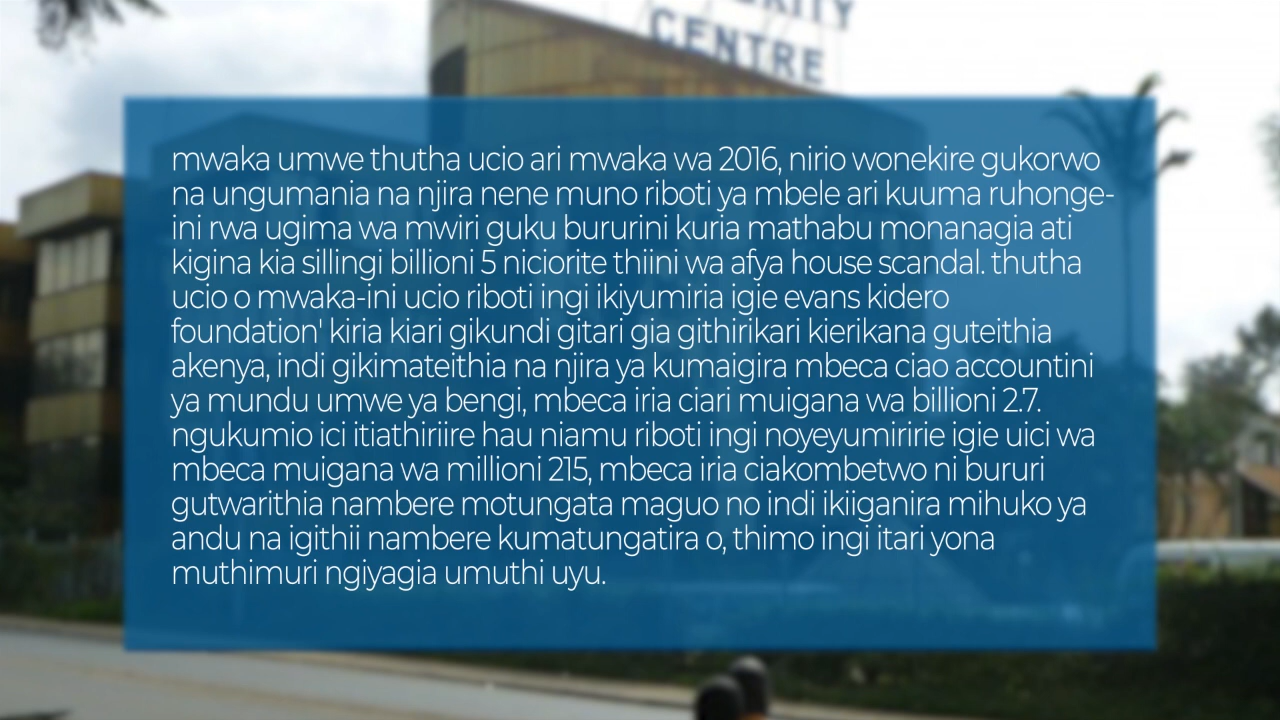 CENTRE
mwaka umwe thutha ucio ari mwaka wa 2016, nirio wonekire gukorwo
na ungumania na njira nene muno riboti ya mbele ari kuuma ruhonge-
ini rwa ugima wa mwiri guku bururini kuria mathabu monanagia ati
kigina kia sillingi billioni 5 niciorite thiini wa afya house scandal. thutha
ucio o mwaka-ini ucio riboti ingi ikiyumiria igie evans kidero
foundation' kiria kiari gikundi gitari gia githirikari kierikana guteithia
akenya, indi gikimateithia na njira ya kumaigira mbeca ciao accountini
ya mundu umwe ya bengi, mbeca iria ciari muigana wa billioni 2.7.
ngukumio ici itiathiriire hau niamu riboti ingi noyeyumiririe igie uici wa
mbeca muigana wa millioni 215, mbeca iria ciakombetwo ni bururi
gutwarithia nambere motungata maguo no indi ikiiganira mihuko ya
andu na igithii nambere kumatungatira o, thimo ingi itari yona
muthimuri ngiyagia umuthi uyu.